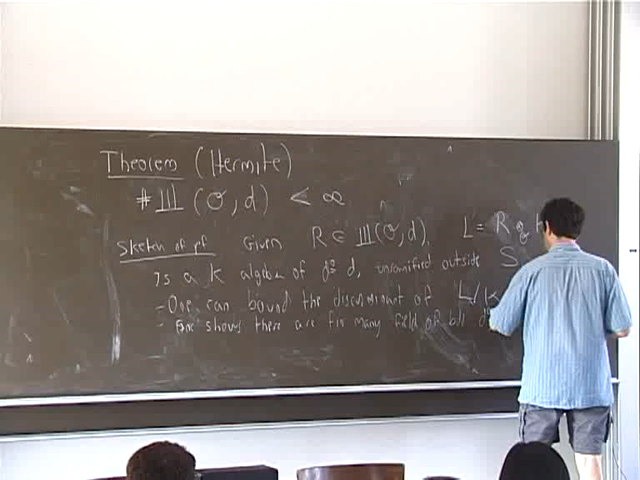 Theorem (Hermite)
# Ш (O, d) < ∞
Sketch of pf Given R ∈ Ш(O, d), L = R ⊗
Is a K algebra of deg d, unramified outside S
- One can bound the discriminant of L/K
- One shows there are fin many field of bdd